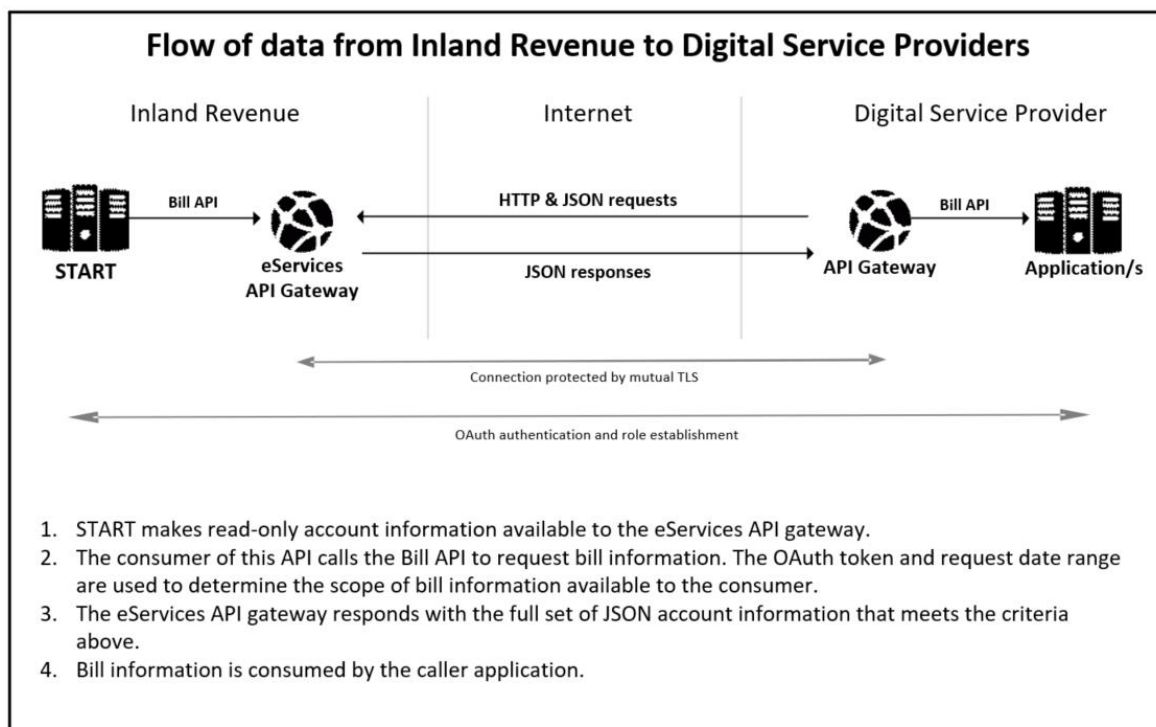 Flow of data from Inland Revenue to Digital Service Providers
Inland Revenue
Internet
Digital Service Provider
Bill API
HTTP & JSON requests
Bill API
START
eServices
API Gateway
JSON responses
API Gateway
Application/s
Connection protected by mutual TLS
OAuth authentication and role establishment
1. START makes read-only account information available to the eServices API gateway.
2. The consumer of this API calls the Bill API to request bill information. The OAuth token and request date range
are used to determine the scope of bill information available to the consumer.
3. The eServices API gateway responds with the full set of JSON account information that meets the criteria
above.
4. Bill information is consumed by the caller application.